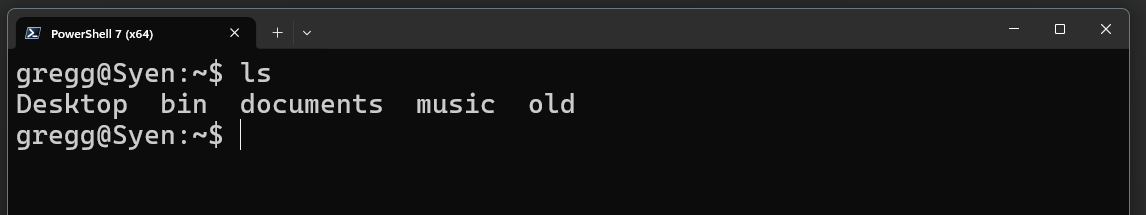 PowerShell 7 (x64)
gregg@Syen:~$ ls
Desktop  bin  documents  music  old
gregg@Syen:~$